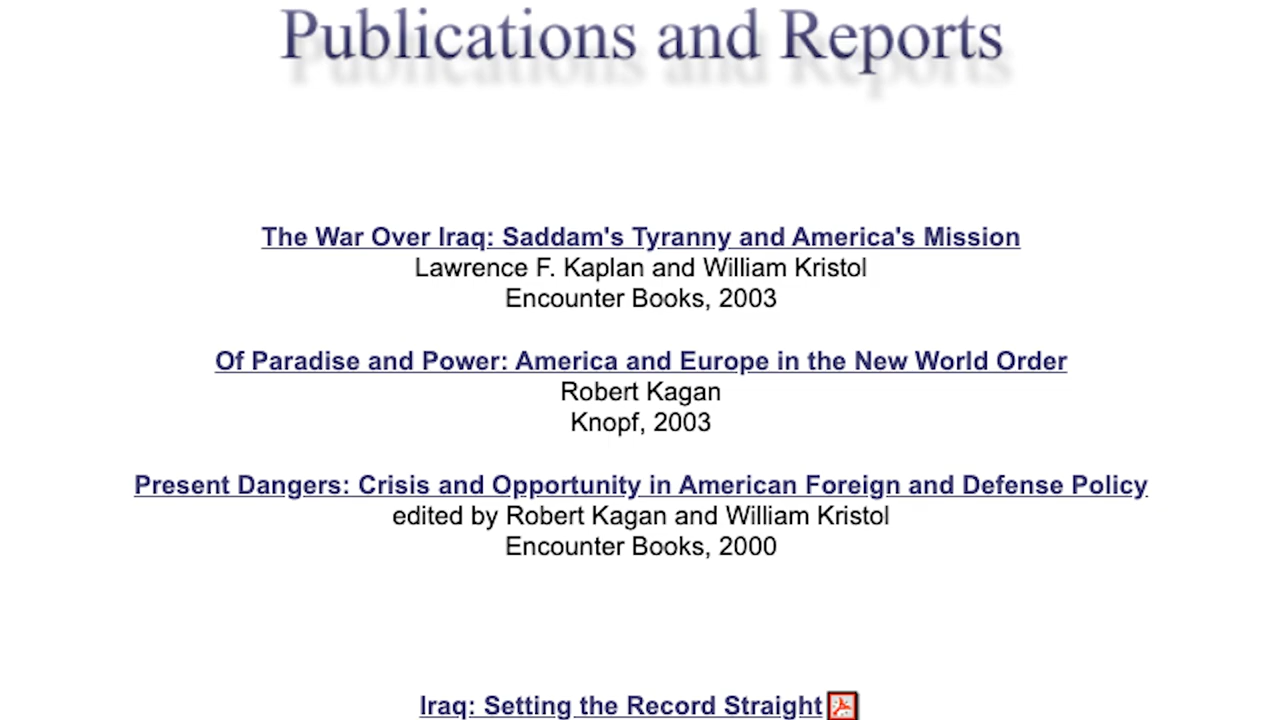 Publications and Reports
The War Over Iraq: Saddam's Tyranny and America's Mission
Lawrence F. Kaplan and William Kristol
Encounter Books, 2003
Of Paradise and Power: America and Europe in the New World Order
Robert Kagan
Knopf, 2003
Present Dangers: Crisis and Opportunity in American Foreign and Defense Policy
edited by Robert Kagan and William Kristol
Encounter Books, 2000
Iraq: Setting the Record Straight